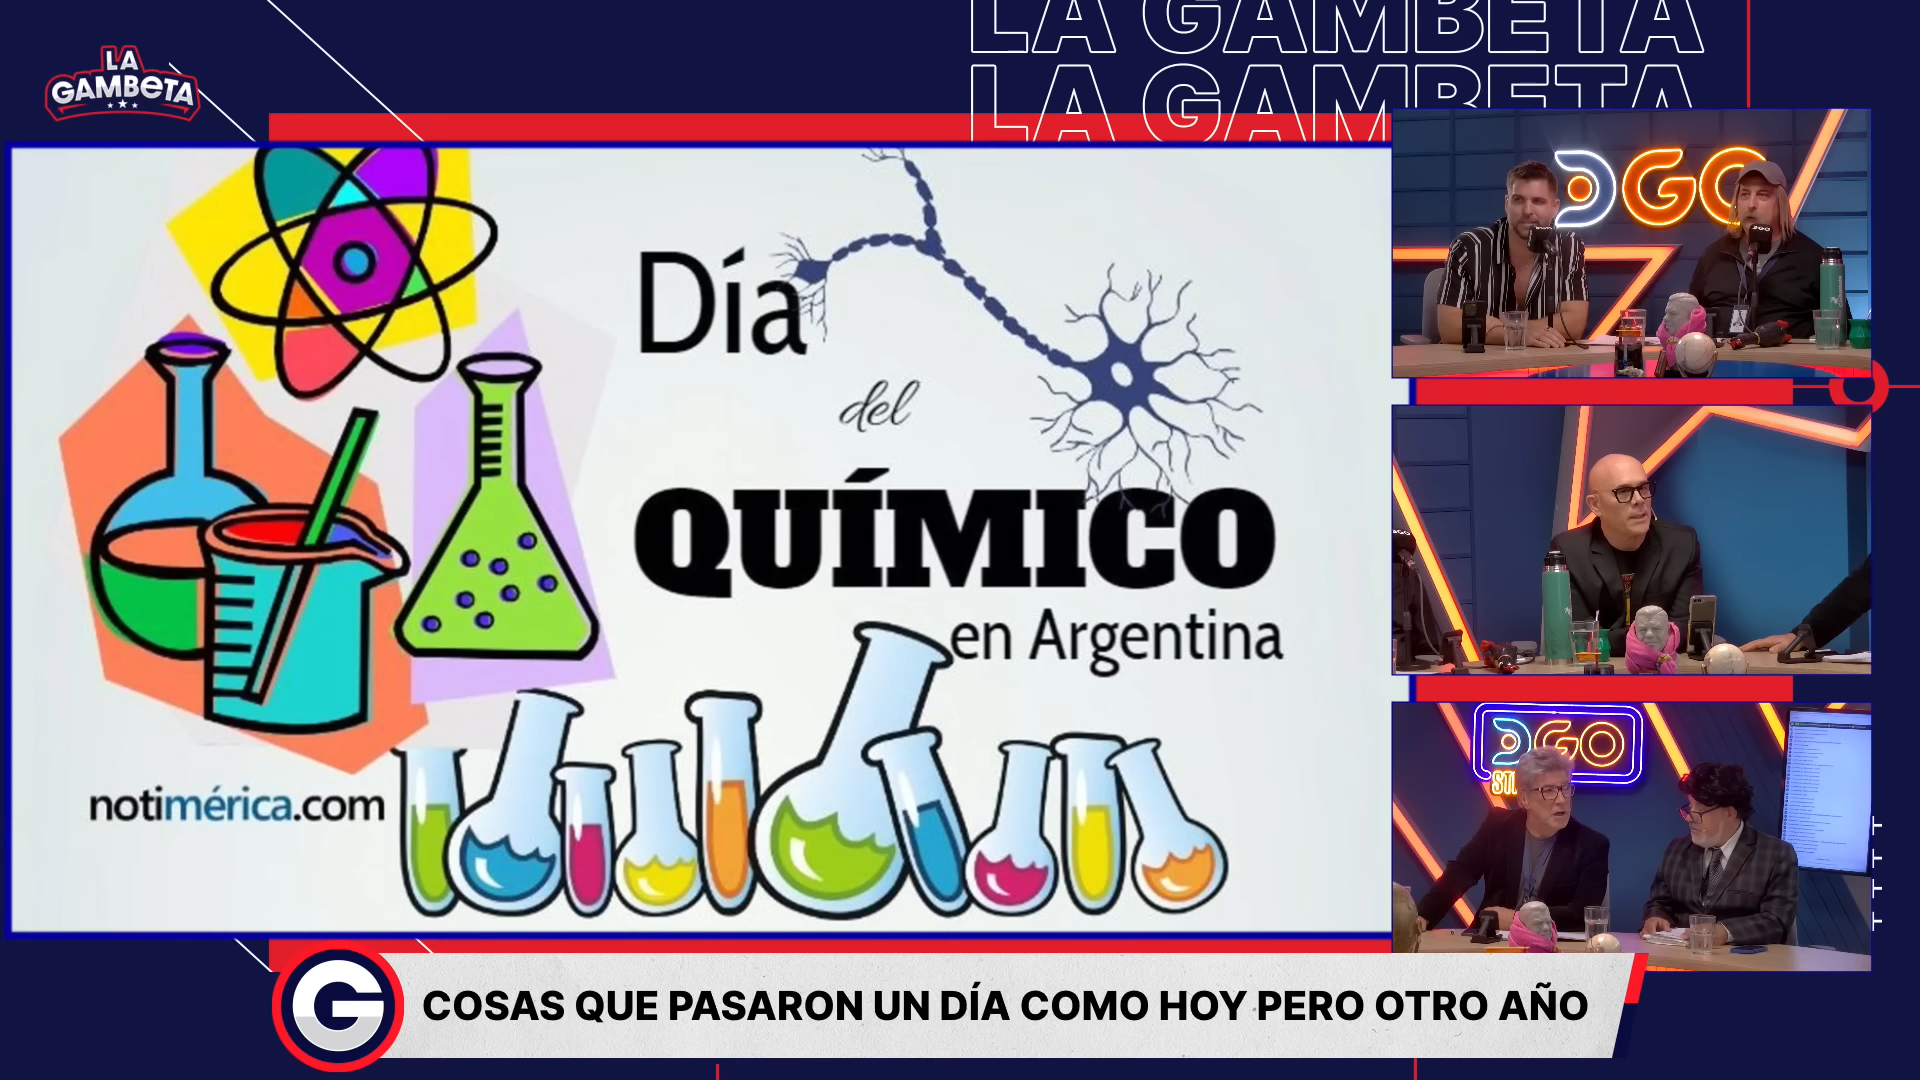 LA GAMBETA
LA GAMBETA
LA
GAMBETA
Día
del
QUÍMICO
en Argentina
notimérica.com
DGO
DGO
G
COSAS QUE PASARON UN DÍA COMO HOY PERO OTRO AÑO